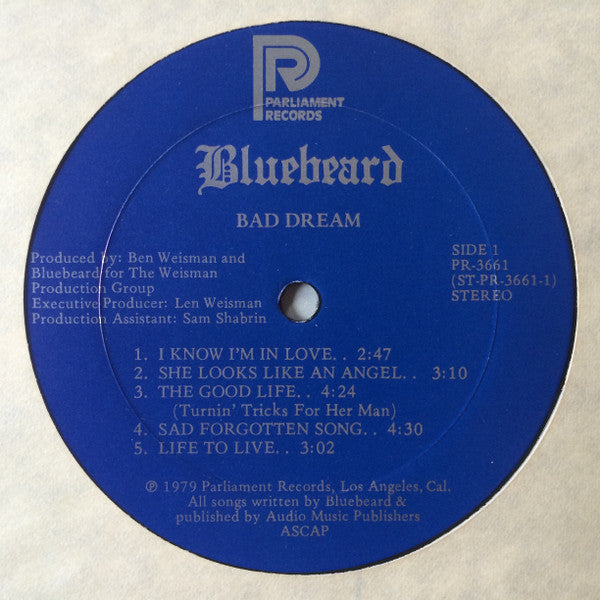 PARLIAMENT
RECORDS
Bluebeard
BAD DREAM
Produced by: Ben Weisman and
Bluebeard for The Weisman
Production Group
Executive Producer: Len Weisman
Production Assistant: Sam Shabrin
SIDE 1
PR-3661
(ST-PR-3661-1)
STEREO
1. I KNOW I'M IN LOVE. . 2:47
2. SHE LOOKS LIKE AN ANGEL. . 3:10
3. THE GOOD LIFE. . 4:24
(Turnin' Tricks For Her Man)
4. SAD FORGOTTEN SONG. . 4:30
5. LIFE TO LIVE. . 3:02
℗ 1979 Parliament Records, Los Angeles, Cal.
All songs written by Bluebeard &
published by Audio Music Publishers
ASCAP